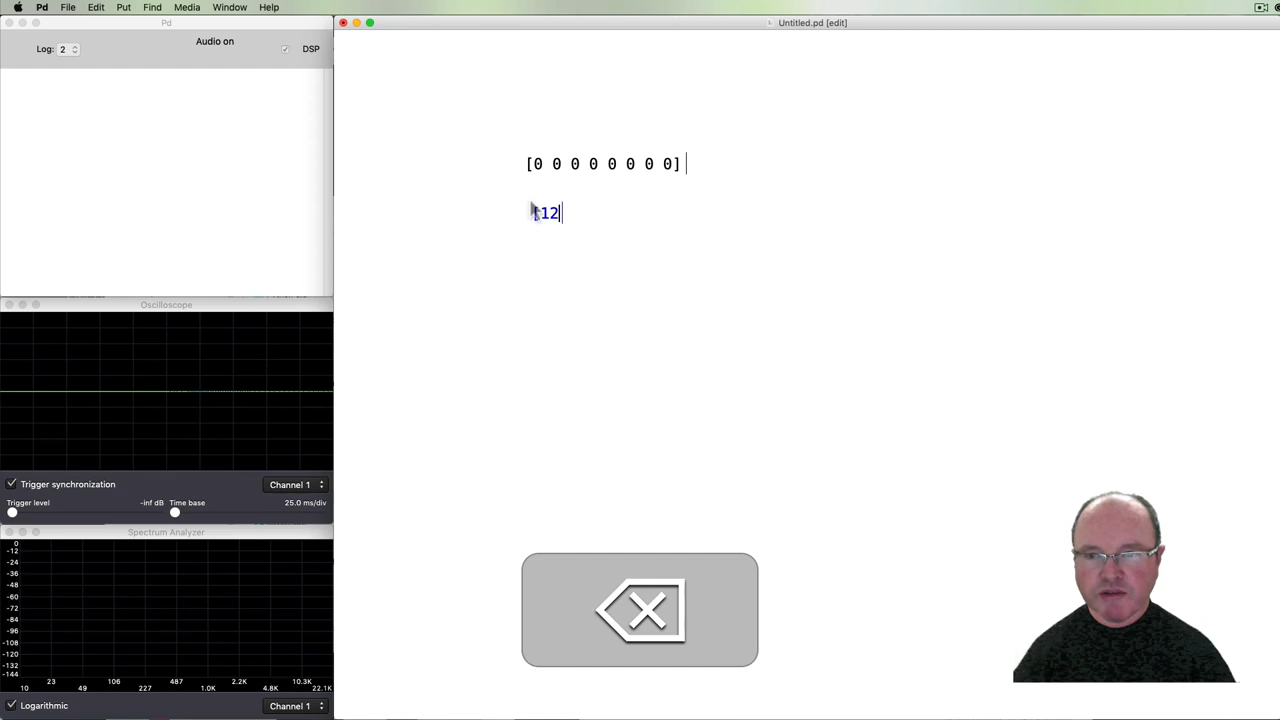 Pd File Edit Put Find Media Window Help
Pd
Untitled.pd [edit]
Log: 2
Audio on
DSP
[0 0 0 0 0 0 0 0]
[12
Oscilloscope
Trigger synchronization
Channel 1
Trigger level
-inf dB
Time base
25.0 ms/div
Spectrum Analyzer
0
-12
-24
-36
-48
-60
-72
-84
-96
-108
-120
-132
-144
23 106 487 2.2K 10.3K
10 49 227 1.0K 4.8K 22.1K
Logarithmic
Channel 1